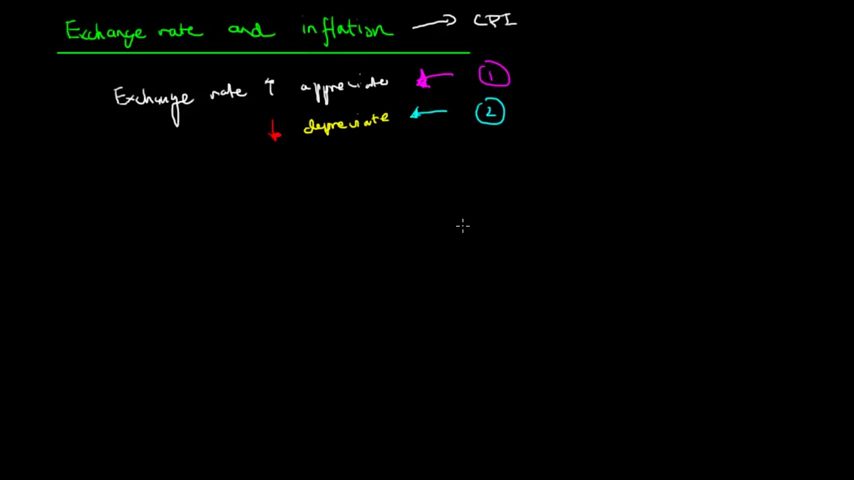 Exchange rate and inflation → CPI
Exchange rate ↑ appreciate ← ①
↓ depreciate ← ②